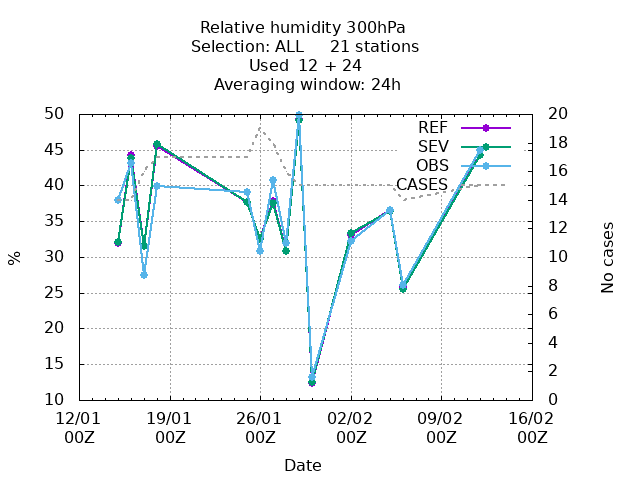 Relative humidity 300hPa
Selection: ALL     21 stations
Used  12 + 24
Averaging window: 24h
50
45
40
35
30
25
20
15
10
%
20
18
16
14
12
10
8
6
4
2
0
No cases
REF
SEV
OBS
CASES
12/01 19/01 26/01 02/02 09/02 16/02
00Z 00Z 00Z 00Z 00Z 00Z
Date